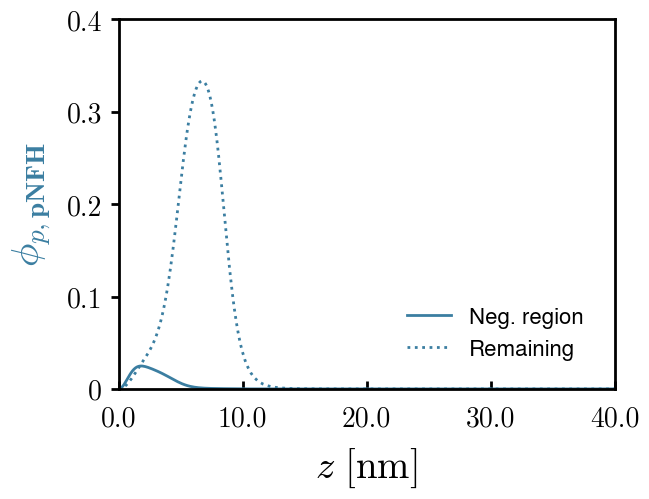 0.4
0.3
0.2
0.1
0
ϕp, pNFH
Neg. region
Remaining
0.0
10.0
20.0
30.0
40.0
z [nm]